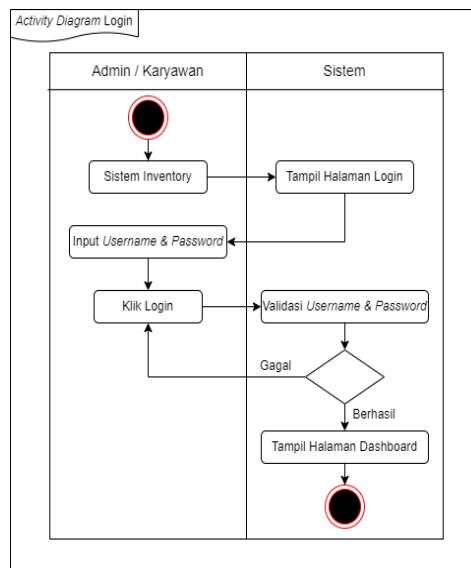 Activity Diagram Login
Admin / Karyawan
Sistem
Sistem Inventory
Tampil Halaman Login
Input Username & Password
Klik Login
Validasi Username & Password
Gagal
Berhasil
Tampil Halaman Dashboard